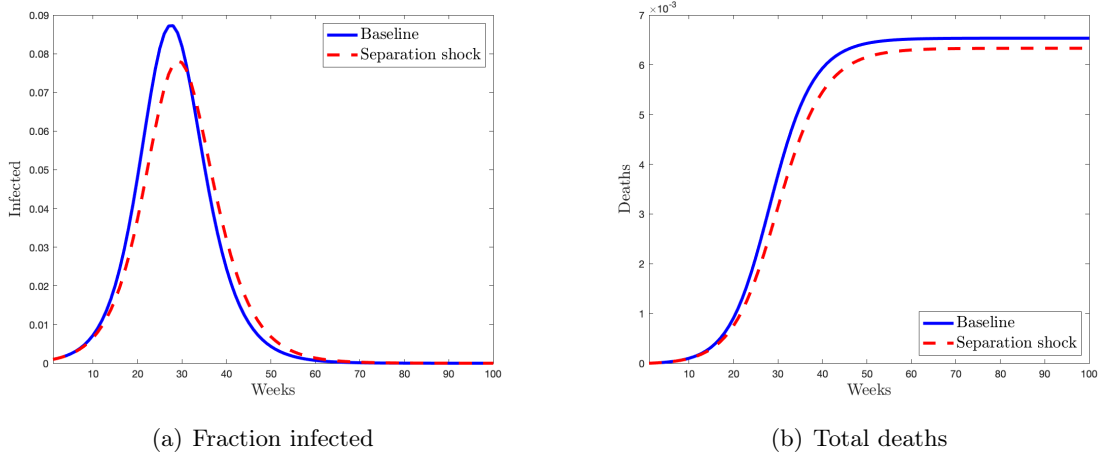 0.09
0.08
0.07
0.06
0.05
0.04
0.03
0.02
0.01
0
Infected
10 20 30 40 50 60 70 80 90 100
Weeks
Baseline
Separation shock
(a) Fraction infected
7 ×10⁻³
6
5
4
3
2
1
0
Deaths
10 20 30 40 50 60 70 80 90 100
Weeks
Baseline
Separation shock
(b) Total deaths